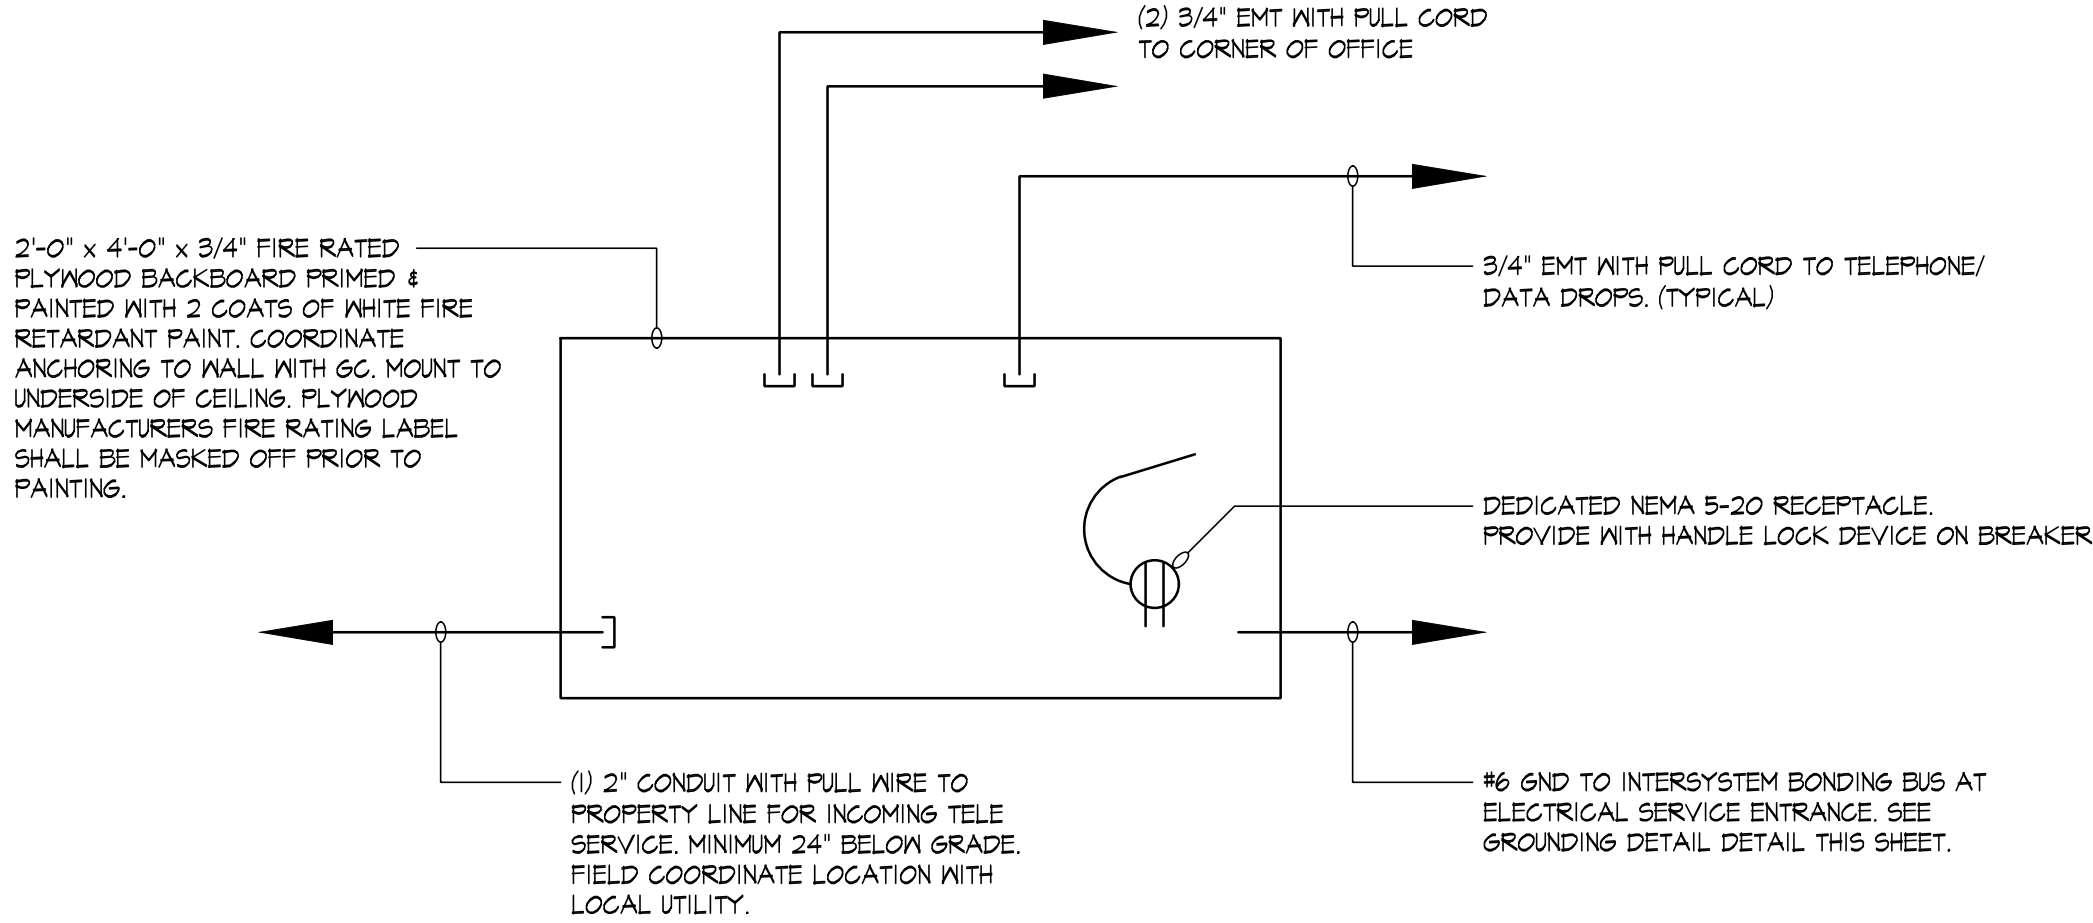 (2) 3/4" EMT WITH PULL CORD
TO CORNER OF OFFICE
2'-0" x 4'-0" x 3/4" FIRE RATED
PLYWOOD BACKBOARD PRIMED &
PAINTED WITH 2 COATS OF WHITE FIRE
RETARDANT PAINT. COORDINATE
ANCHORING TO WALL WITH GC. MOUNT TO
UNDERSIDE OF CEILING. PLYWOOD
MANUFACTURERS FIRE RATING LABEL
SHALL BE MASKED OFF PRIOR TO
PAINTING.
3/4" EMT WITH PULL CORD TO TELEPHONE/
DATA DROPS. (TYPICAL)
DEDICATED NEMA 5-20 RECEPTACLE.
PROVIDE WITH HANDLE LOCK DEVICE ON BREAKER
(1) 2" CONDUIT WITH PULL WIRE TO
PROPERTY LINE FOR INCOMING TELE
SERVICE. MINIMUM 24" BELOW GRADE.
FIELD COORDINATE LOCATION WITH
LOCAL UTILITY.
#6 GND TO INTERSYSTEM BONDING BUS AT
ELECTRICAL SERVICE ENTRANCE. SEE
GROUNDING DETAIL DETAIL THIS SHEET.